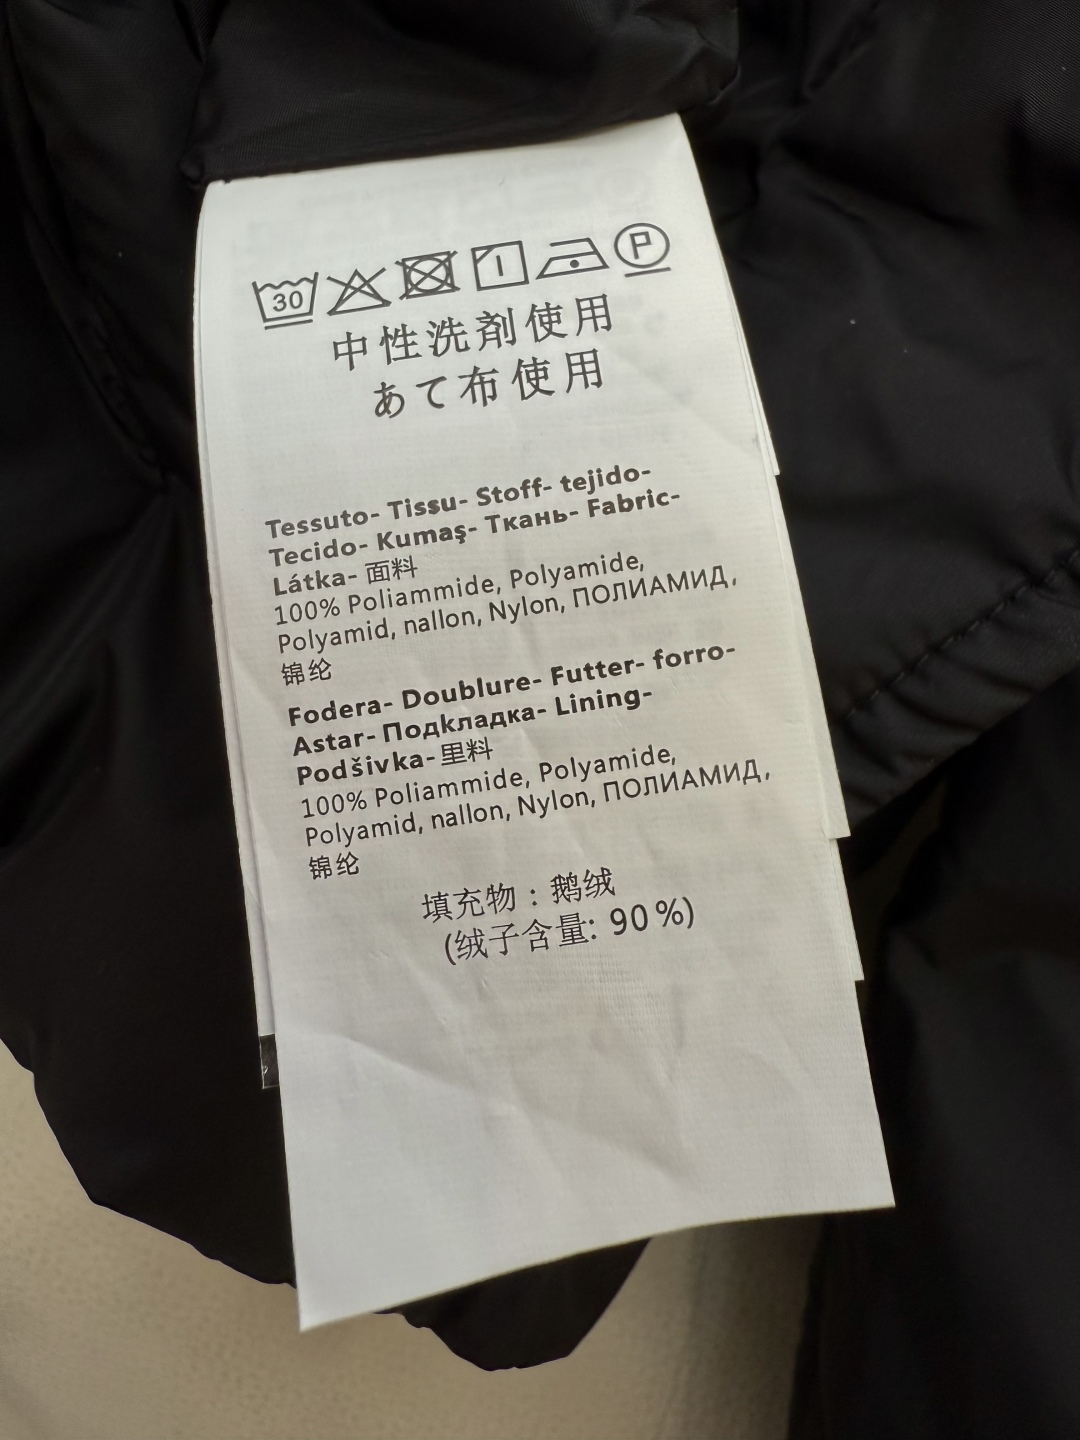 30 P
中性洗剤使用
あて布使用
Tessuto- Tissu- Stoff- tejido-
Tecido- Kumaş- Ткань- Fabric-
Látka- 面料
100% Poliammide, Polyamide,
Polyamid, nallon, Nylon, ПОЛИАМИД,
锦纶
Fodera- Doublure- Futter- forro-
Astar- Подкладка- Lining-
Podšivka- 里料
100% Poliammide, Polyamide,
Polyamid, nallon, Nylon, ПОЛИАМИД,
锦纶
填充物：鹅绒
(绒子含量: 90%)